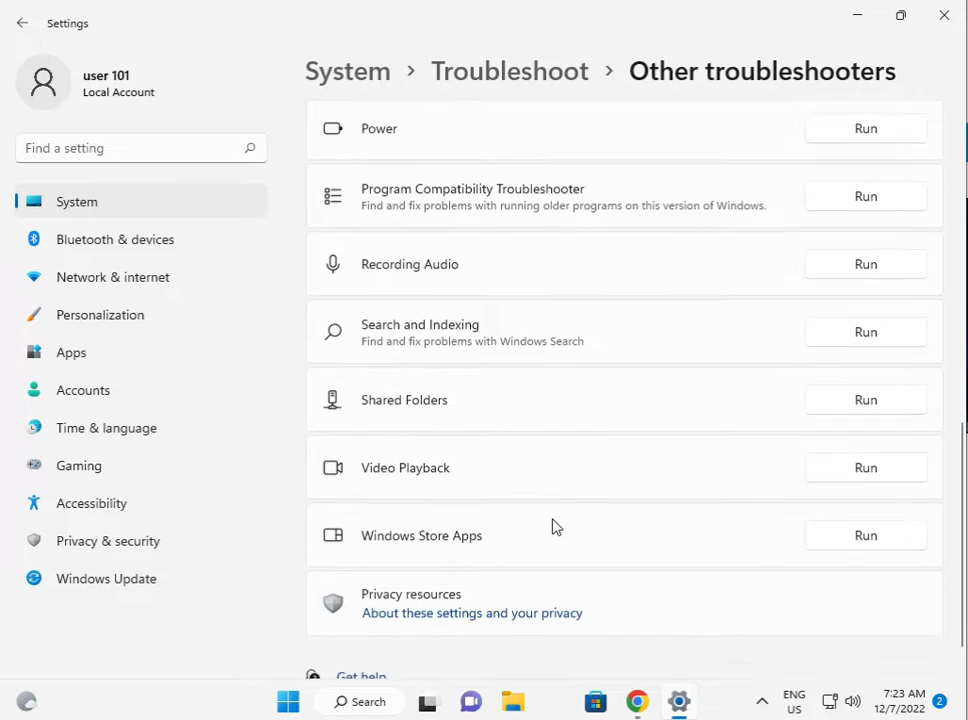 Settings
user 101
Local Account
Find a setting
System
Bluetooth & devices
Network & internet
Personalization
Apps
Accounts
Time & language
Gaming
Accessibility
Privacy & security
Windows Update
System > Troubleshoot > Other troubleshooters
Power Run
Program Compatibility Troubleshooter
Find and fix problems with running older programs on this version of Windows.
Run
Recording Audio Run
Search and Indexing
Find and fix problems with Windows Search
Run
Shared Folders Run
Video Playback Run
Windows Store Apps Run
Privacy resources
About these settings and your privacy
Get help
Search
ENG
US
7:23 AM
12/7/2022
2